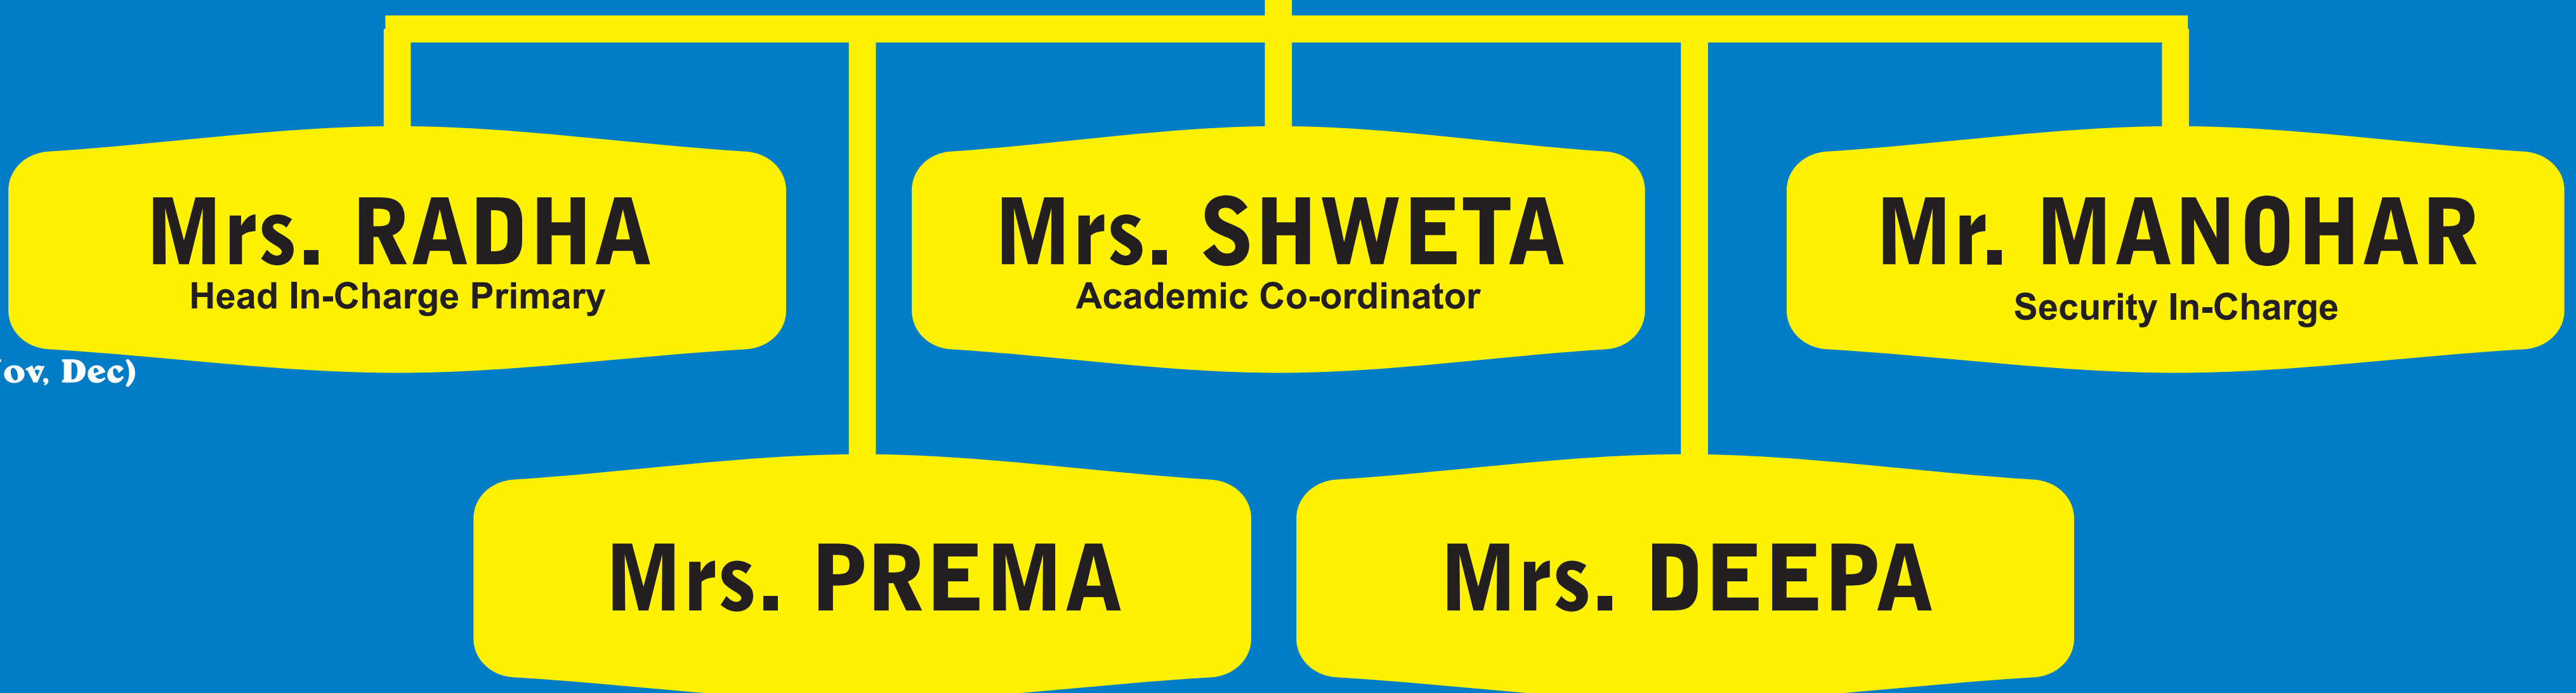 Mrs. RADHA
Head In-Charge Primary
Mrs. SHWETA
Academic Co-ordinator
Mr. MANOHAR
Security In-Charge
Dec)
Mrs. PREMA
Mrs. DEEPA